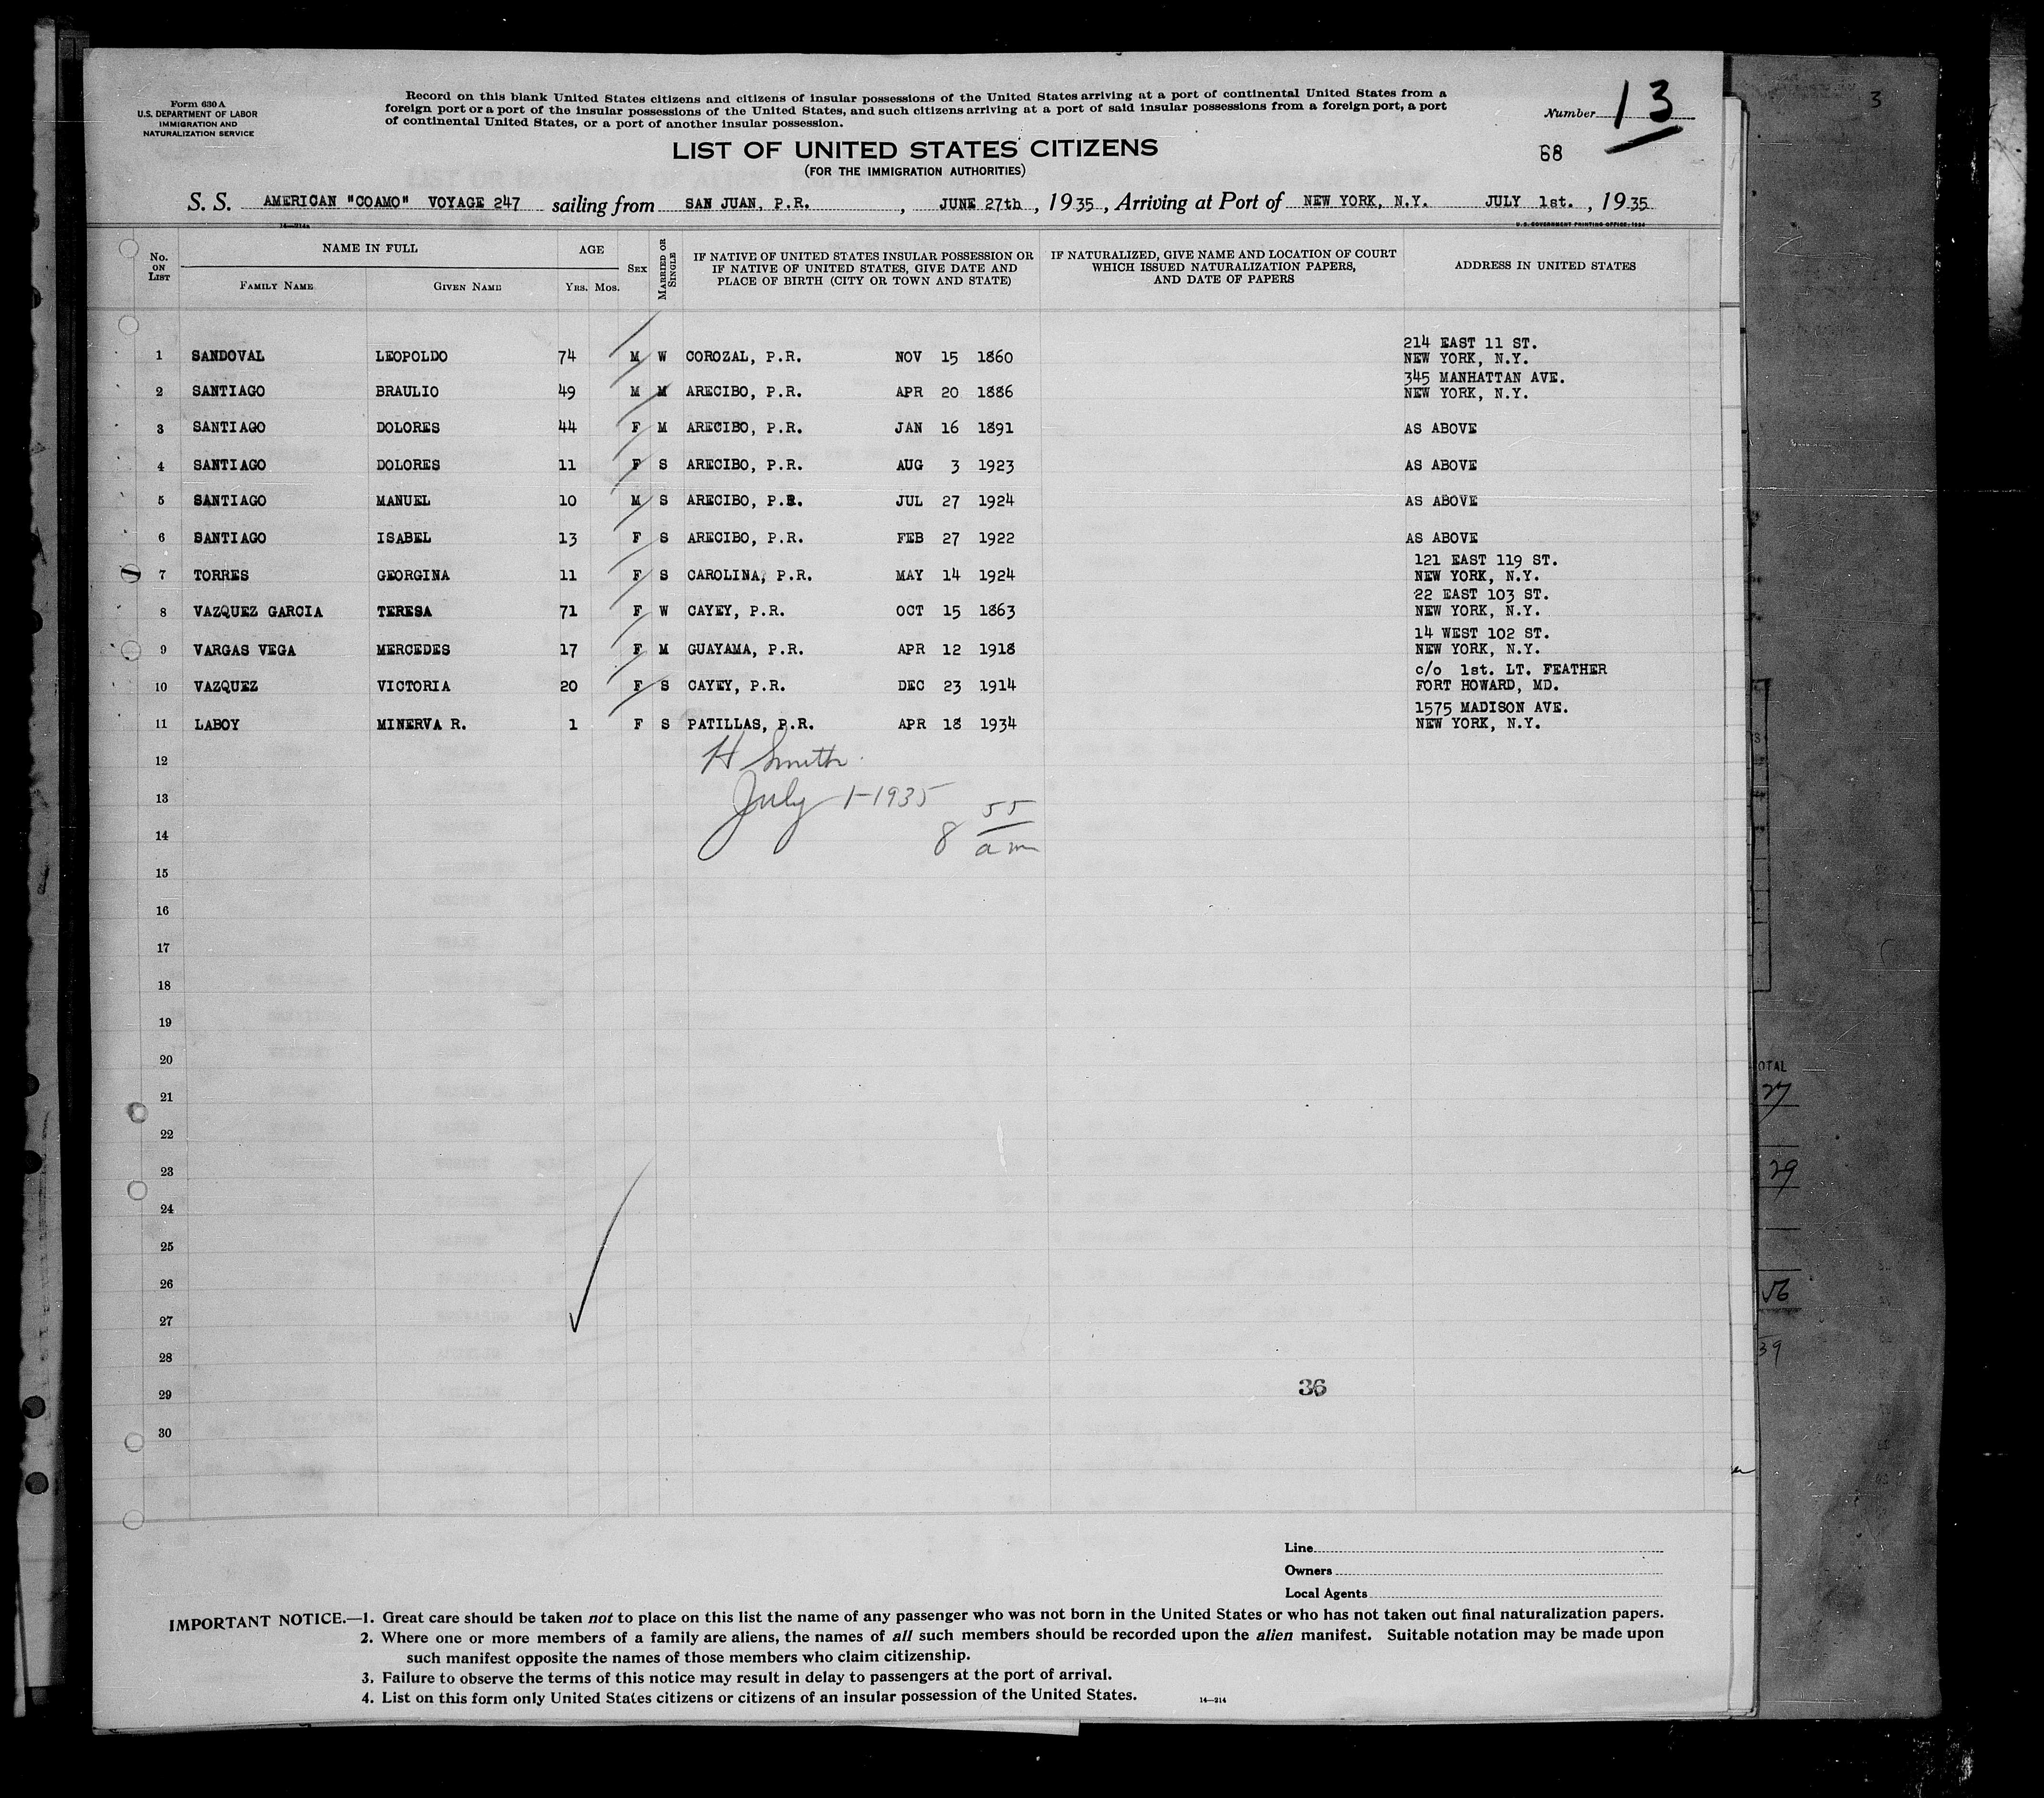 Form 630 A
U.S. DEPARTMENT OF LABOR
IMMIGRATION AND
NATURALIZATION SERVICE
Record on this blank United States citizens and citizens of insular possessions of the United States arriving at a port of continental United States from a
foreign port or a port of the insular possessions of the United States, and such citizens arriving at a port of said insular possessions from a foreign port, a port
of continental United States, or a port of another insular possession.
Number 13
LIST OF UNITED STATES CITIZENS
(FOR THE IMMIGRATION AUTHORITIES)
68
S. S. AMERICAN "COAMO" VOYAGE 247 sailing from SAN JUAN, P.R. , JUNE 27th , 1935 , Arriving at Port of NEW YORK, N.Y. JULY 1st. , 1935
14—214a
U. S. GOVERNMENT PRINTING OFFICE: 1934
No. ON LIST
NAME IN FULL
FAMILY NAME GIVEN NAME
AGE
YRS. MOS.
SEX
MARRIED OR SINGLE
IF NATIVE OF UNITED STATES INSULAR POSSESSION OR
IF NATIVE OF UNITED STATES, GIVE DATE AND
PLACE OF BIRTH (CITY OR TOWN AND STATE)
IF NATURALIZED, GIVE NAME AND LOCATION OF COURT
WHICH ISSUED NATURALIZATION PAPERS,
AND DATE OF PAPERS
ADDRESS IN UNITED STATES
214 EAST 11 ST.
1 SANDOVAL LEOPOLDO 74 M W COROZAL, P.R. NOV 15 1860 NEW YORK, N.Y.
345 MANHATTAN AVE.
2 SANTIAGO BRAULIO 49 M M ARECIBO, P.R. APR 20 1886 NEW YORK, N.Y.
3 SANTIAGO DOLORES 44 F M ARECIBO, P.R. JAN 16 1891 AS ABOVE
4 SANTIAGO DOLORES 11 F S ARECIBO, P.R. AUG 3 1923 AS ABOVE
5 SANTIAGO MANUEL 10 M S ARECIBO, P.R. JUL 27 1924 AS ABOVE
6 SANTIAGO ISABEL 13 F S ARECIBO, P.R. FEB 27 1922 AS ABOVE
121 EAST 119 ST.
7 TORRES GEORGINA 11 F S CAROLINA, P.R. MAY 14 1924 NEW YORK, N.Y.
22 EAST 103 ST.
8 VAZQUEZ GARCIA TERESA 71 F W CAYEY, P.R. OCT 15 1863 NEW YORK, N.Y.
14 WEST 102 ST.
9 VARGAS VEGA MERCEDES 17 F M GUAYAMA, P.R. APR 12 1918 NEW YORK, N.Y.
c/o 1st. LT. FEATHER
10 VAZQUEZ VICTORIA 20 F S CAYEY, P.R. DEC 23 1914 FORT HOWARD, MD.
1575 MADISON AVE.
11 LABOY MINERVA R. 1 F S PATILLAS, P.R. APR 18 1934 NEW YORK, N.Y.
12
H Smith
13
July 1-1935
14
8 55 am
15
16
17
18
19
20
21
22
23
24
25
26
27
28
29
36
30
OTAL
27
29
56
39
3
Line
Owners
Local Agents
IMPORTANT NOTICE.—1. Great care should be taken not to place on this list the name of any passenger who was not born in the United States or who has not taken out final naturalization papers.
2. Where one or more members of a family are aliens, the names of all such members should be recorded upon the alien manifest. Suitable notation may be made upon
such manifest opposite the names of those members who claim citizenship.
3. Failure to observe the terms of this notice may result in delay to passengers at the port of arrival.
4. List on this form only United States citizens or citizens of an insular possession of the United States.
14—214